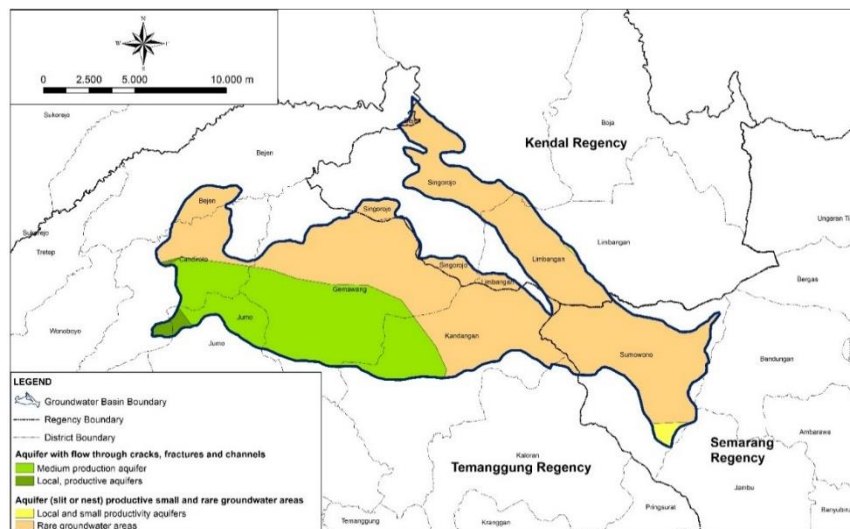 N
W
S
0 2.500 5.000 10.000 m
Sukorejo
Bejen
Boja
Kendal Regency
Singorojo
Bejen
Singorojo
Ungaran Ti
Sukorejo
Tretep
Candiroto
Limbangan
Limbangan
Singorojo
Limbangan
Bergas
Gemawang
Wonoboyo
Jumo
Jumo
Kandangan
Sumowono
Bandungan
LEGEND
Groundwater Basin Boundary
Regency Boundary
District Boundary
Aquifer with flow through cracks, fractures and channels
Medium production aquifer
Local, productive aquifers
Aquifer (slit or nest) productive small and rare groundwater areas
Local and small productivity aquifers
Rare groundwater areas
Ambarawa
Kaloran
Temanggung Regency
Semarang
Regency
Jambu
Pringsurat
Temanggung
Kranggan
Banyubiru